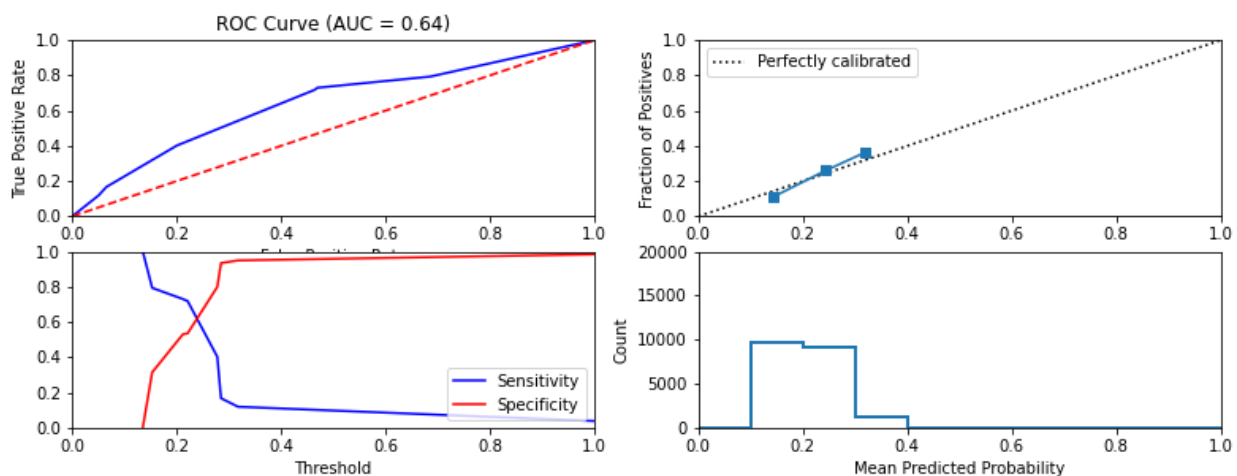 ROC Curve (AUC = 0.64)
True Positive Rate
1.0
0.8
0.6
0.4
0.2
0.0
0.0 0.2 0.4 0.6 0.8 1.0
Fraction of Positives
1.0
0.8
0.6
0.4
0.2
0.0
Perfectly calibrated
0.0 0.2 0.4 0.6 0.8 1.0
1.0
0.8
0.6
0.4
0.2
0.0
Sensitivity
Specificity
0.0 0.2 0.4 0.6 0.8 1.0
Threshold
Count
20000
15000
10000
5000
0
0.0 0.2 0.4 0.6 0.8 1.0
Mean Predicted Probability